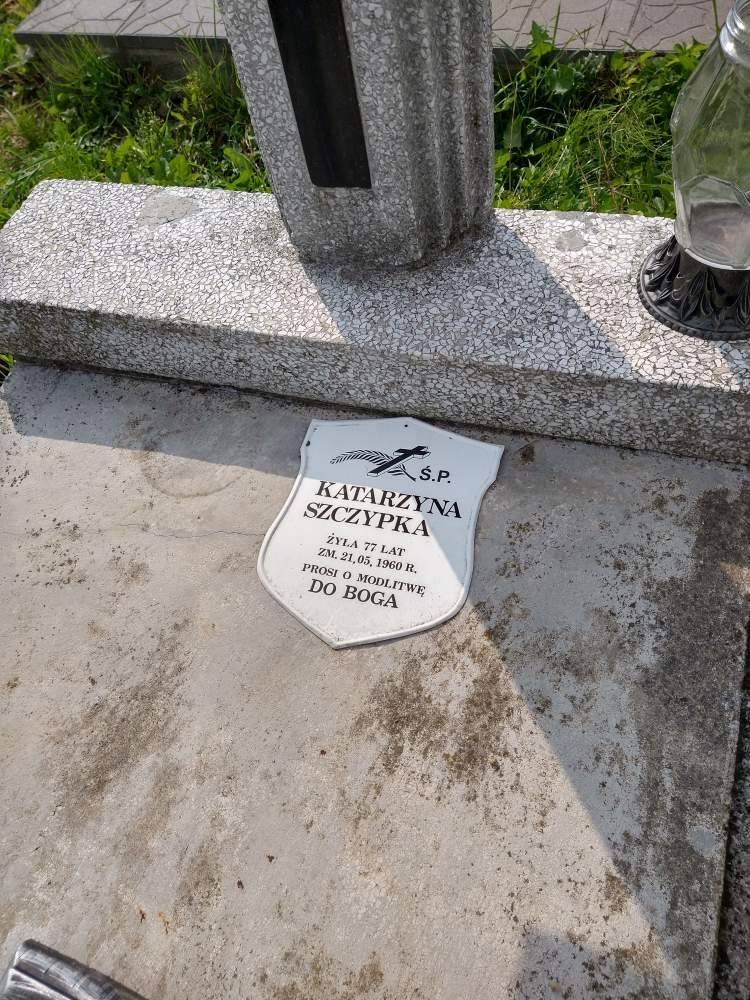 Ś.P.
KATARZYNA
SZCZYPKA
ŻYŁA 77 LAT
ZM. 21.05. 1960 R.
PROSI O MODLITWĘ
DO BOGA